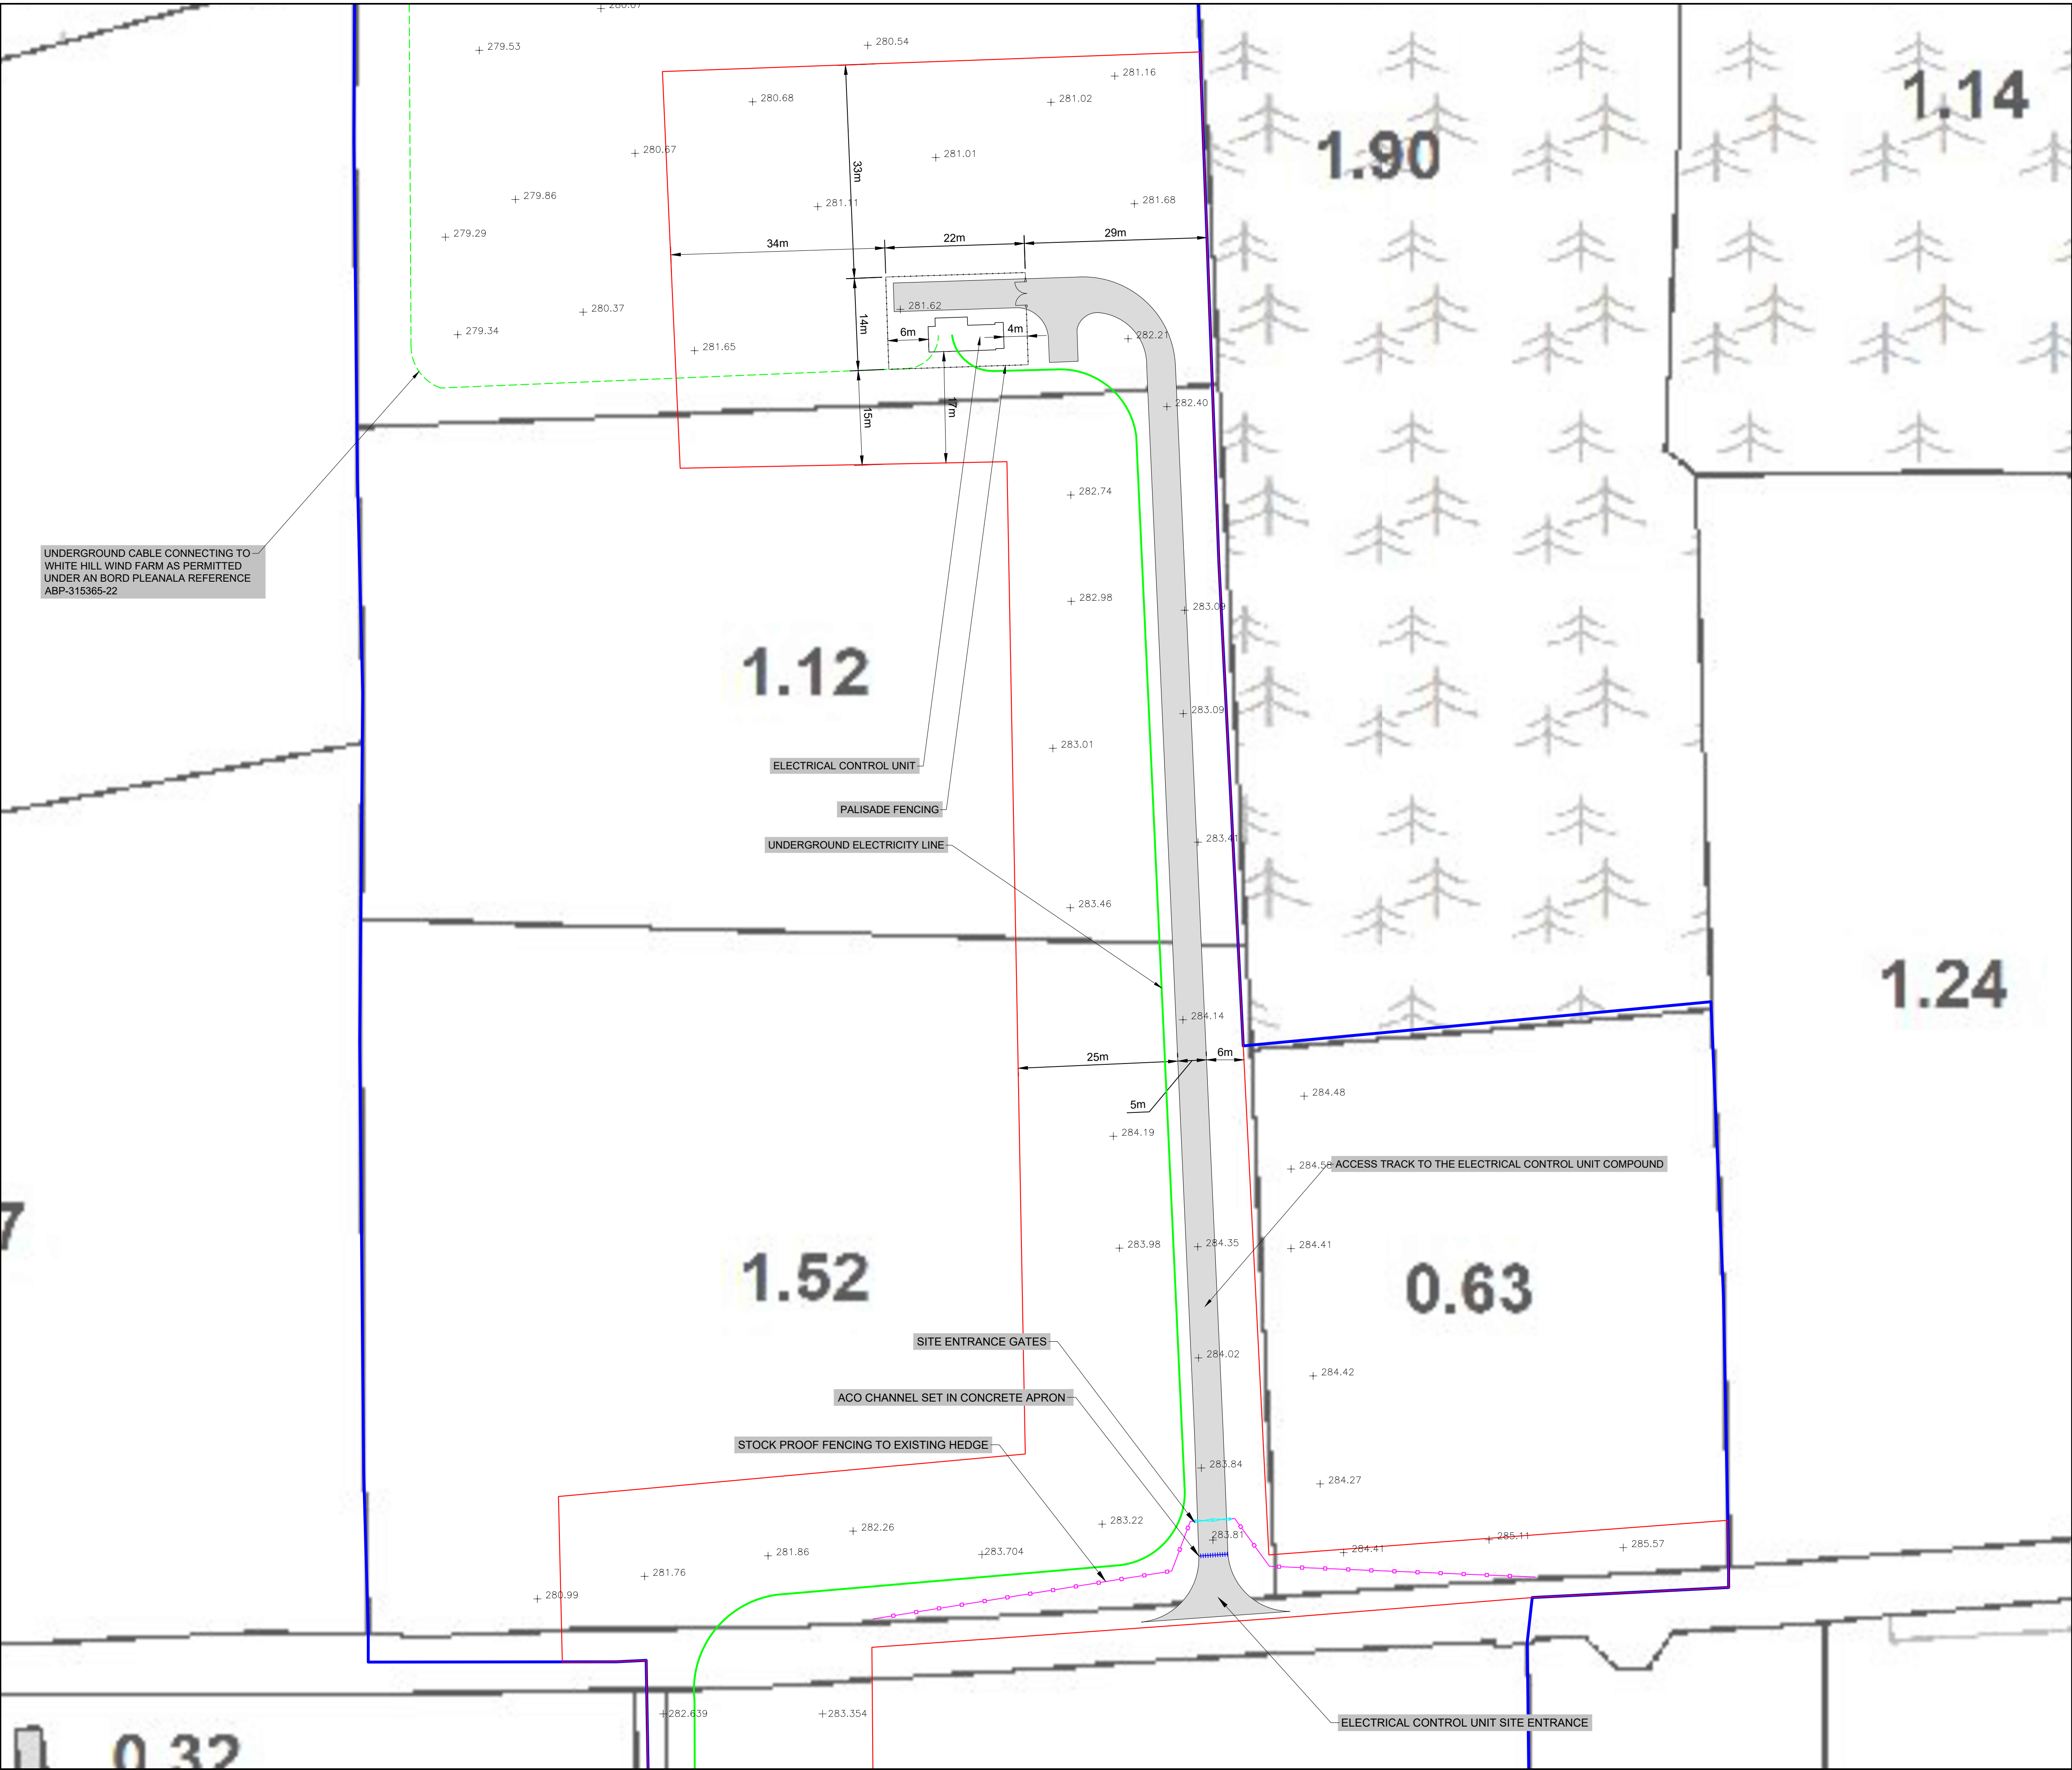 279.53
280.54
281.16
280.68
281.02
1.14
1.90
33m
280.67
281.01
279.86
281.11
281.68
279.29
34m
22m
29m
280.37
281.62
14m
279.34
6m
4m
282.21
281.65
282.40
15m
17m
282.74
UNDERGROUND CABLE CONNECTING TO
WHITE HILL WIND FARM AS PERMITTED
UNDER AN BORD PLEANALA REFERENCE
ABP-315365-22
282.98
283.09
1.12
283.09
283.01
ELECTRICAL CONTROL UNIT
PALISADE FENCING
283.41
UNDERGROUND ELECTRICITY LINE
283.46
1.24
284.14
25m
6m
5m
284.48
284.19
ACCESS TRACK TO THE ELECTRICAL CONTROL UNIT COMPOUND
7
283.98
284.35
284.41
1.52
0.63
SITE ENTRANCE GATES
284.02
284.42
ACO CHANNEL SET IN CONCRETE APRON
STOCK PROOF FENCING TO EXISTING HEDGE
283.84
284.27
282.26
283.22
283.81
285.11
281.86
283.704
284.41
285.57
281.76
280.99
282.639
283.354
ELECTRICAL CONTROL UNIT SITE ENTRANCE
0.32